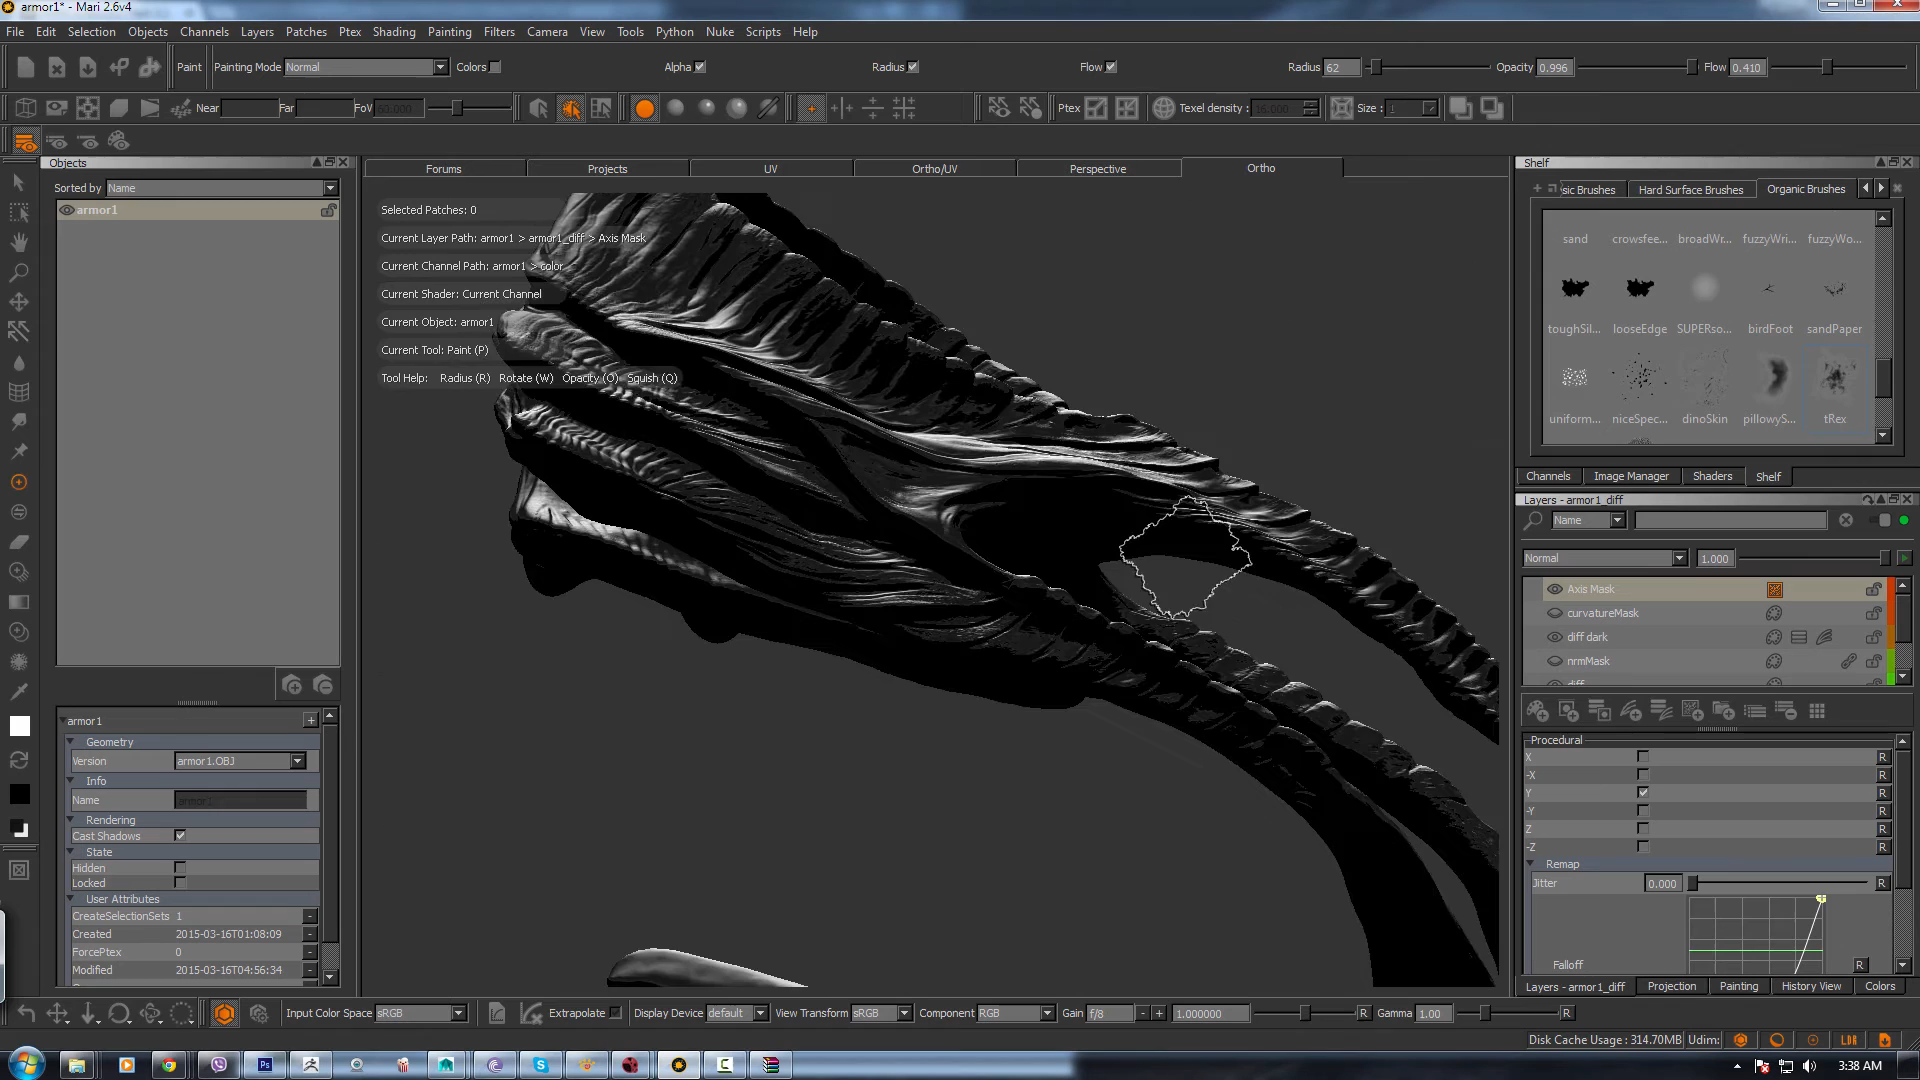 armor1* - Mari 2.6v4
File Edit Selection Objects Channels Layers Patches Ptex Shading Painting Filters Camera View Tools Python Nuke Scripts Help
Paint Painting Mode Normal Colors Alpha Radius Flow Radius 62 Opacity 0.996 Flow 0.410
Near Far FoV 60.000 Ptex Texel density: 16.000 Size: 1
Objects
Sorted by Name
armor1
Forums Projects UV Ortho/UV Perspective Ortho
Selected Patches: 0
Current Layer Path: armor1 > armor1_diff > Axis Mask
Current Channel Path: armor1 > color
Current Shader: Current Channel
Current Object: armor1
Current Tool: Paint (P)
Tool Help: Radius (R) Rotate (W) Opacity (O) Squish (Q)
Shelf
sic Brushes Hard Surface Brushes Organic Brushes
sand crowsfee... broadWr... fuzzyWri... fuzzyWo...
toughSil... looseEdge SUPERso... birdFoot sandPaper
uniform... niceSpec... dinoSkin pillowyS... tRex
Channels Image Manager Shaders Shelf
Layers - armor1_diff
Name
Normal 1.000
Axis Mask
curvatureMask
diff dark
nrmMask
diff
Procedural
X R
-X R
Y R
-Y R
Z R
-Z R
Remap
Jitter 0.000 R
Falloff R
Layers - armor1_diff Projection Painting History View Colors
armor1 +
Geometry
Version armor1.OBJ
Info
Name armor1
Rendering
Cast Shadows
State
Hidden
Locked
User Attributes
CreateSelectionSets 1 -
Created 2015-03-16T01:08:09 -
ForcePtex 0 -
Modified 2015-03-16T04:56:34 -
Input Color Space sRGB Extrapolate Display Device default View Transform sRGB Component RGB Gain f/8 - + 1.000000 R Gamma 1.00 R
Disk Cache Usage : 314.70MB Udim: LDR
Ps
3:38 AM